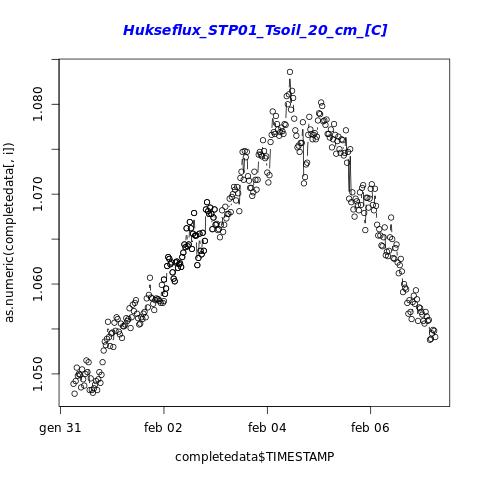 Hukseflux_STP01_Tsoil_20_cm_[C]
as.numeric(completedata[, i])
1.080
1.070
1.060
1.050
gen 31
feb 02
feb 04
feb 06
completedata$TIMESTAMP